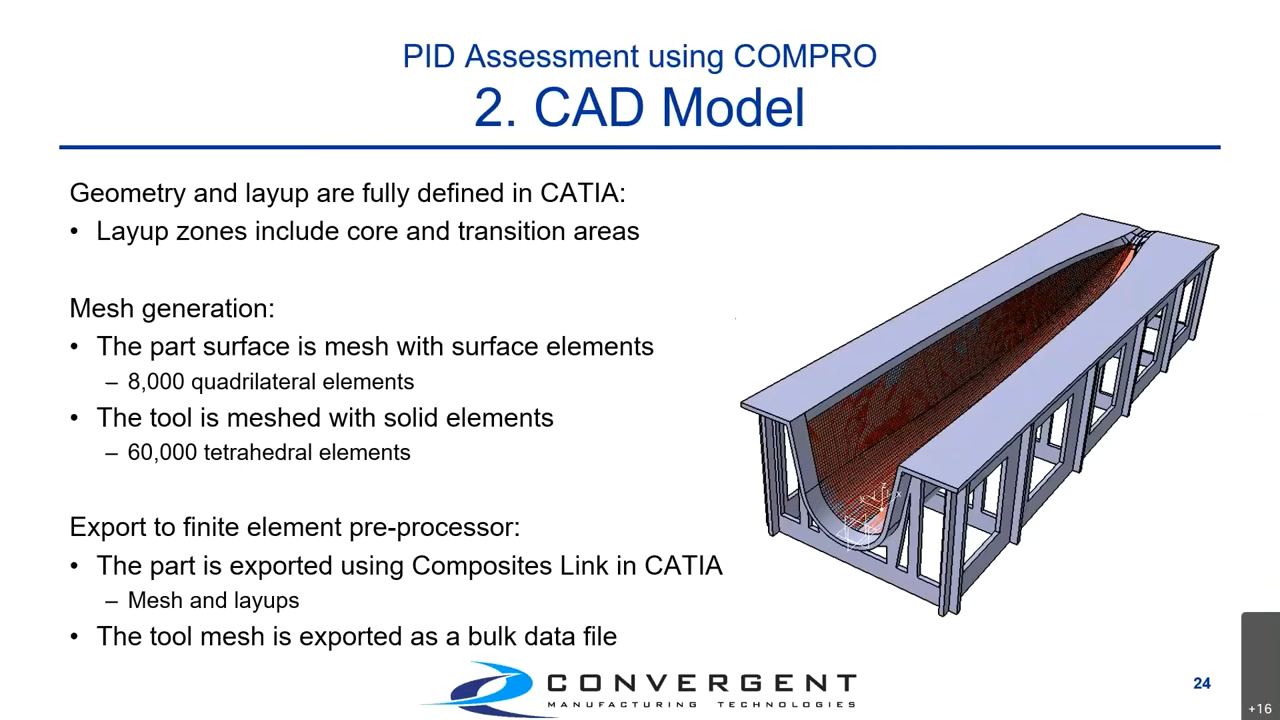 PID Assessment using COMPRO
2. CAD Model
Geometry and layup are fully defined in CATIA:
• Layup zones include core and transition areas
Mesh generation:
• The part surface is mesh with surface elements
– 8,000 quadrilateral elements
• The tool is meshed with solid elements
– 60,000 tetrahedral elements
Export to finite element pre-processor:
• The part is exported using Composites Link in CATIA
– Mesh and layups
• The tool mesh is exported as a bulk data file
CONVERGENT
MANUFACTURING TECHNOLOGIES
24
+16